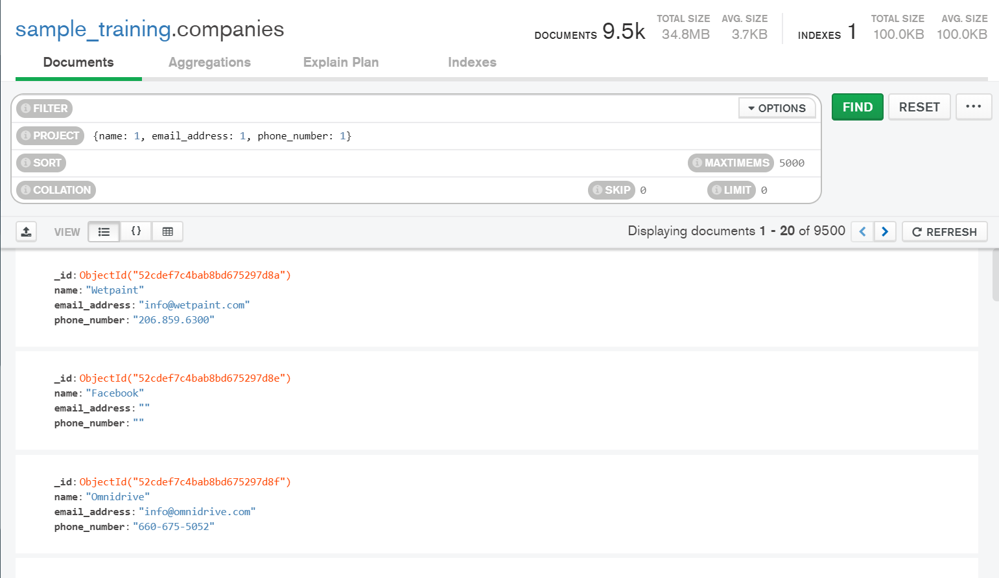 sample_training.companies
DOCUMENTS 9.5k TOTAL SIZE 34.8MB AVG. SIZE 3.7KB INDEXES 1 TOTAL SIZE 100.0KB AVG. SIZE 100.0KB
Documents Aggregations Explain Plan Indexes
FILTER OPTIONS FIND RESET ...
PROJECT {name: 1, email_address: 1, phone_number: 1}
SORT MAXTIMEMS 5000
COLLATION SKIP 0 LIMIT 0
VIEW {} Displaying documents 1 - 20 of 9500 < > REFRESH
_id: ObjectId("52cdef7c4bab8bd675297d8a")
name: "Wetpaint"
email_address: "info@wetpaint.com"
phone_number: "206.859.6300"
_id: ObjectId("52cdef7c4bab8bd675297d8e")
name: "Facebook"
email_address: ""
phone_number: ""
_id: ObjectId("52cdef7c4bab8bd675297d8f")
name: "Omnidrive"
email_address: "info@omnidrive.com"
phone_number: "660-675-5052"